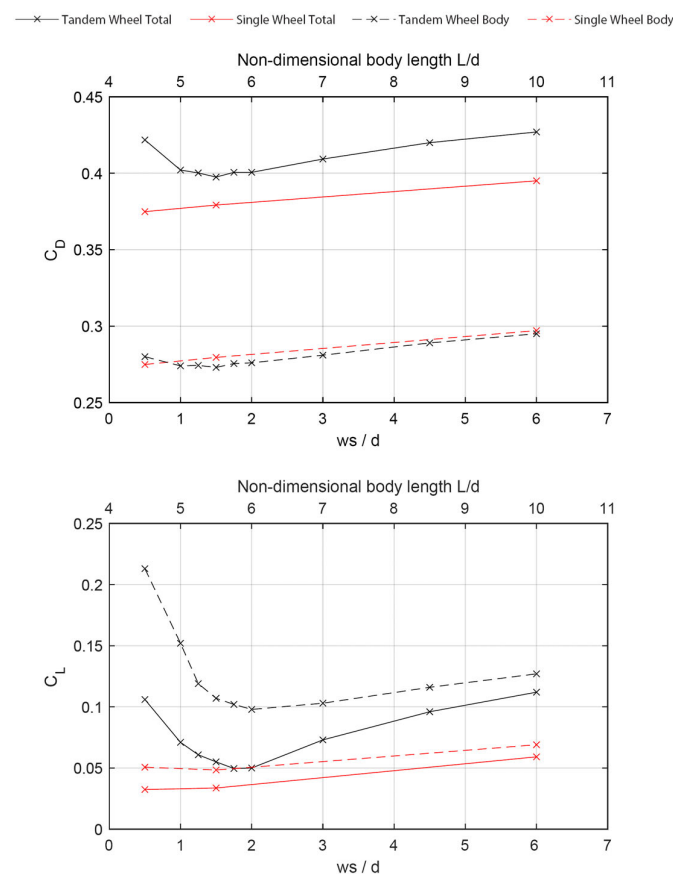 Tandem Wheel Total Single Wheel Total Tandem Wheel Body Single Wheel Body
Non-dimensional body length L/d
4 5 6 7 8 9 10 11
0.45
0.4
0.35
0.3
0.25
C_D
0 1 2 3 4 5 6 7
ws / d
Non-dimensional body length L/d
4 5 6 7 8 9 10 11
0.25
0.2
0.15
0.1
0.05
0
C_L
0 1 2 3 4 5 6 7
ws / d